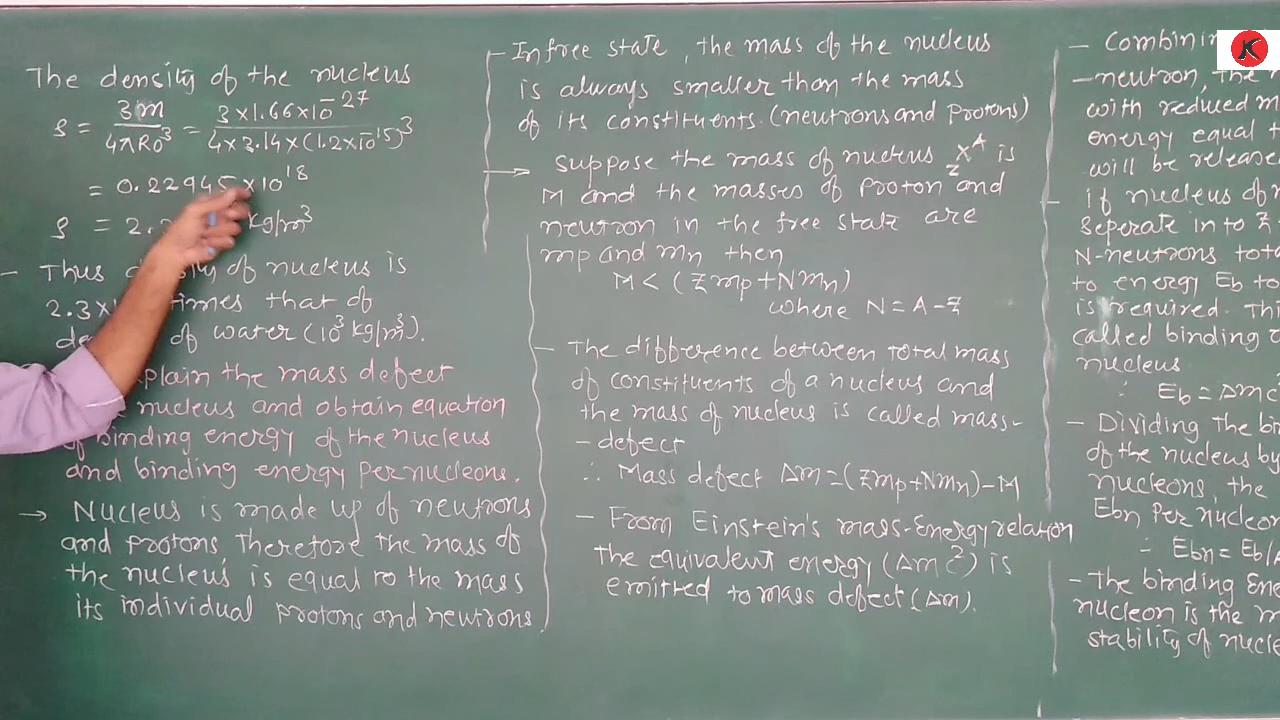 The density of the nucleus
ρ = 3m/4πR0³ = 3×1.66×10⁻²⁷/4×3.14×(1.2×10⁻¹⁵)³
= 0.22945×10¹⁸
ρ = 2. kg/m³
– Thus density of nucleus is
2.3×1 times that of
of water (10³ kg/m³).
plain the mass defect
nucleus and obtain equation
of binding energy of the nucleus
and binding energy per nucleons.
→ Nucleus is made up of neutrons
and protons therefore the mass of
the nucleus is equal to the mass
its individual protons and neutrons.
– In free state, the mass of the nucleus
is always smaller than the mass
of its constituents. (neutrons and protons)
→ suppose the mass of nucleus zXᴬ is
M and the masses of proton and
neutron in the free state are
mp and mn then
M < (Zmp+Nmn)
where N = A-Z
– The difference between total mass
of constituents of a nucleus and
the mass of nucleus is called mass-
-defect
∴ Mass defect Δm=(Zmp+Nmn)-M
– From Einstein's mass-Energy relation
the equivalent energy (Δmc²) is
emitted to mass defect (Δm).
– Combinin
-neutron, the
with reduced m
energy equal t
will be release
– if nucleus of
seperate in to Z
N-neutrons tota
to energy Eb to
is required. Thi
called binding
nucleus
∴ Eb = Δmc²
– Dividing the bi
of the nucleus by
nucleons, the
Ebn per nucleon
∴ Ebn = Eb/
– The binding Ene
nucleon is the m
stability of nucle
K